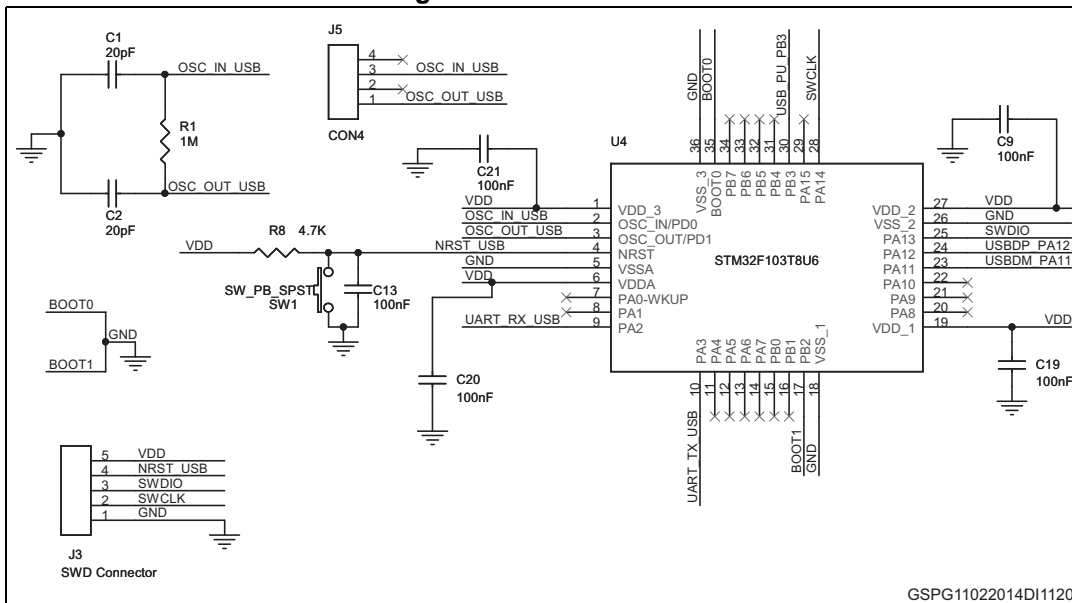 C1
20pF
OSC_IN_USB
R1
1M
OSC_OUT_USB
C2
20pF
J5
4
3 OSC_IN_USB
2
1 OSC_OUT_USB
CON4
C21
100nF
U4
GND
BOOT0
USB_PU_PB3
SWCLK
36 35 34 33 32 31 30 29 28
VSS_3
BOOT0
PB7
PB6
PB5
PB4
PB3
PA15
PA14
C9
100nF
VDD 1 VDD_3
OSC_IN_USB 2 OSC_IN/PD0
OSC_OUT_USB 3 OSC_OUT/PD1
NRST_USB 4 NRST
GND 5 VSSA
VDD 6 VDDA
7 PA0-WKUP
8 PA1
UART_RX_USB 9 PA2
STM32F103T8U6
VDD_2 27 VDD
VSS_2 26 GND
PA13 25 SWDIO
PA12 24 USBDP_PA12
PA11 23 USBDM_PA11
PA10 22
PA9 21
PA8 20
VDD_1 19 VDD
PA3
PA4
PA5
PA6
PA7
PB0
PB1
PB2
VSS_1
10 11 12 13 14 15 16 17 18
UART_TX_USB
BOOT1
GND
VDD
R8 4.7K
SW_PB_SPST
SW1
C13
100nF
C20
100nF
C19
100nF
BOOT0
GND
BOOT1
5 VDD
4 NRST_USB
3 SWDIO
2 SWCLK
1 GND
J3
SWD Connector
GSPG11022014DI1120